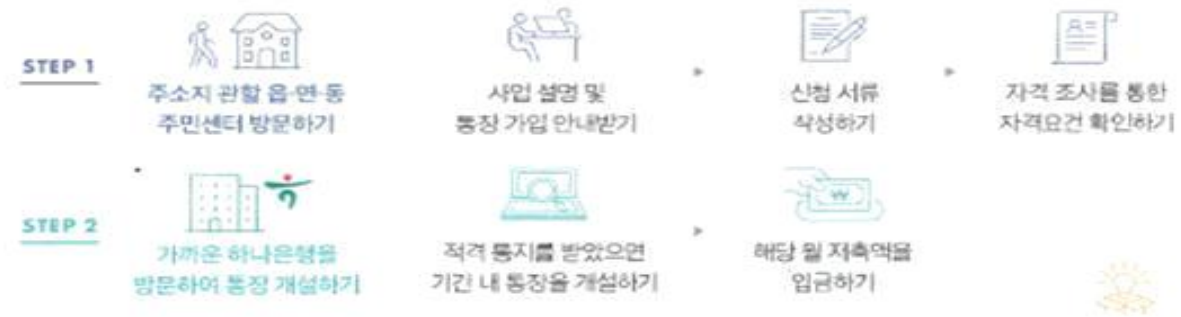 STEP 1
주소지 관할 읍·면·동
주민센터 방문하기
사업 설명 및
통장 가입 안내받기
신청 서류
작성하기
자격 조사를 통한
자격요건 확인하기
STEP 2
가까운 하나은행을
방문하여 통장 개설하기
적격 통지를 받았으면
기간 내 통장을 개설하기
해당 월 저축액을
입금하기